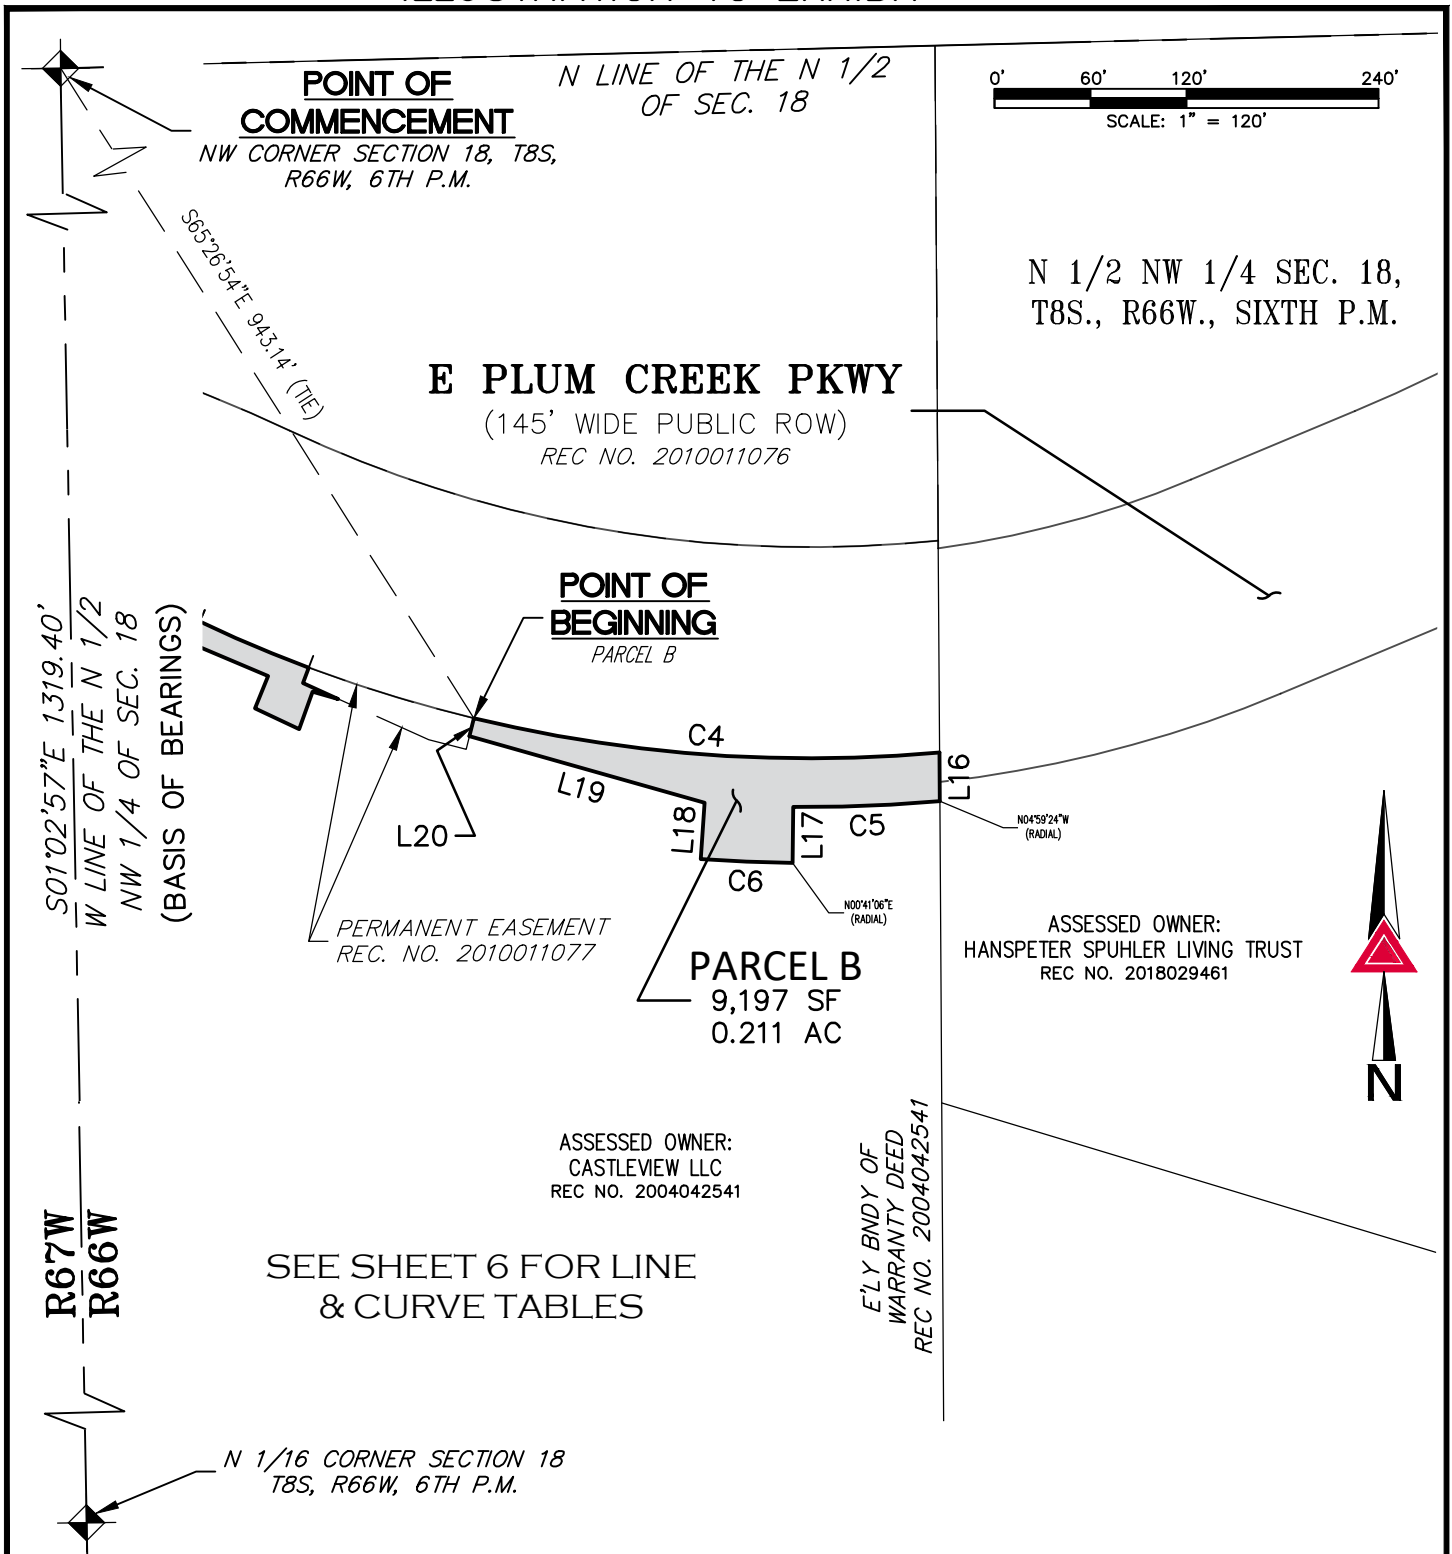 POINT OF
COMMENCEMENT
NW CORNER SECTION 18, T8S,
R66W, 6TH P.M.
N LINE OF THE N 1/2
OF SEC. 18
0' 60' 120' 240'
SCALE: 1" = 120'
S65°26'54"E 943.14' (TIE)
N 1/2 NW 1/4 SEC. 18,
T8S., R66W., SIXTH P.M.
E PLUM CREEK PKWY
(145' WIDE PUBLIC ROW)
REC NO. 2010011076
POINT OF
BEGINNING
PARCEL B
S01°02'57"E 1319.40'
W LINE OF THE N 1/2
NW 1/4 OF SEC. 18
(BASIS OF BEARINGS)
C4
L16
L19
L20
L18
L17
C5
C6
N04°59'24"W
(RADIAL)
N00°41'06"E
(RADIAL)
PERMANENT EASEMENT
REC. NO. 2010011077
PARCEL B
9,197 SF
0.211 AC
ASSESSED OWNER:
HANSPETER SPUHLER LIVING TRUST
REC NO. 2018029461
N
ASSESSED OWNER:
CASTLEVIEW LLC
REC NO. 2004042541
E'LY BNDY OF
WARRANTY DEED
REC NO. 2004042541
R67W
R66W
SEE SHEET 6 FOR LINE
& CURVE TABLES
N 1/16 CORNER SECTION 18
T8S, R66W, 6TH P.M.